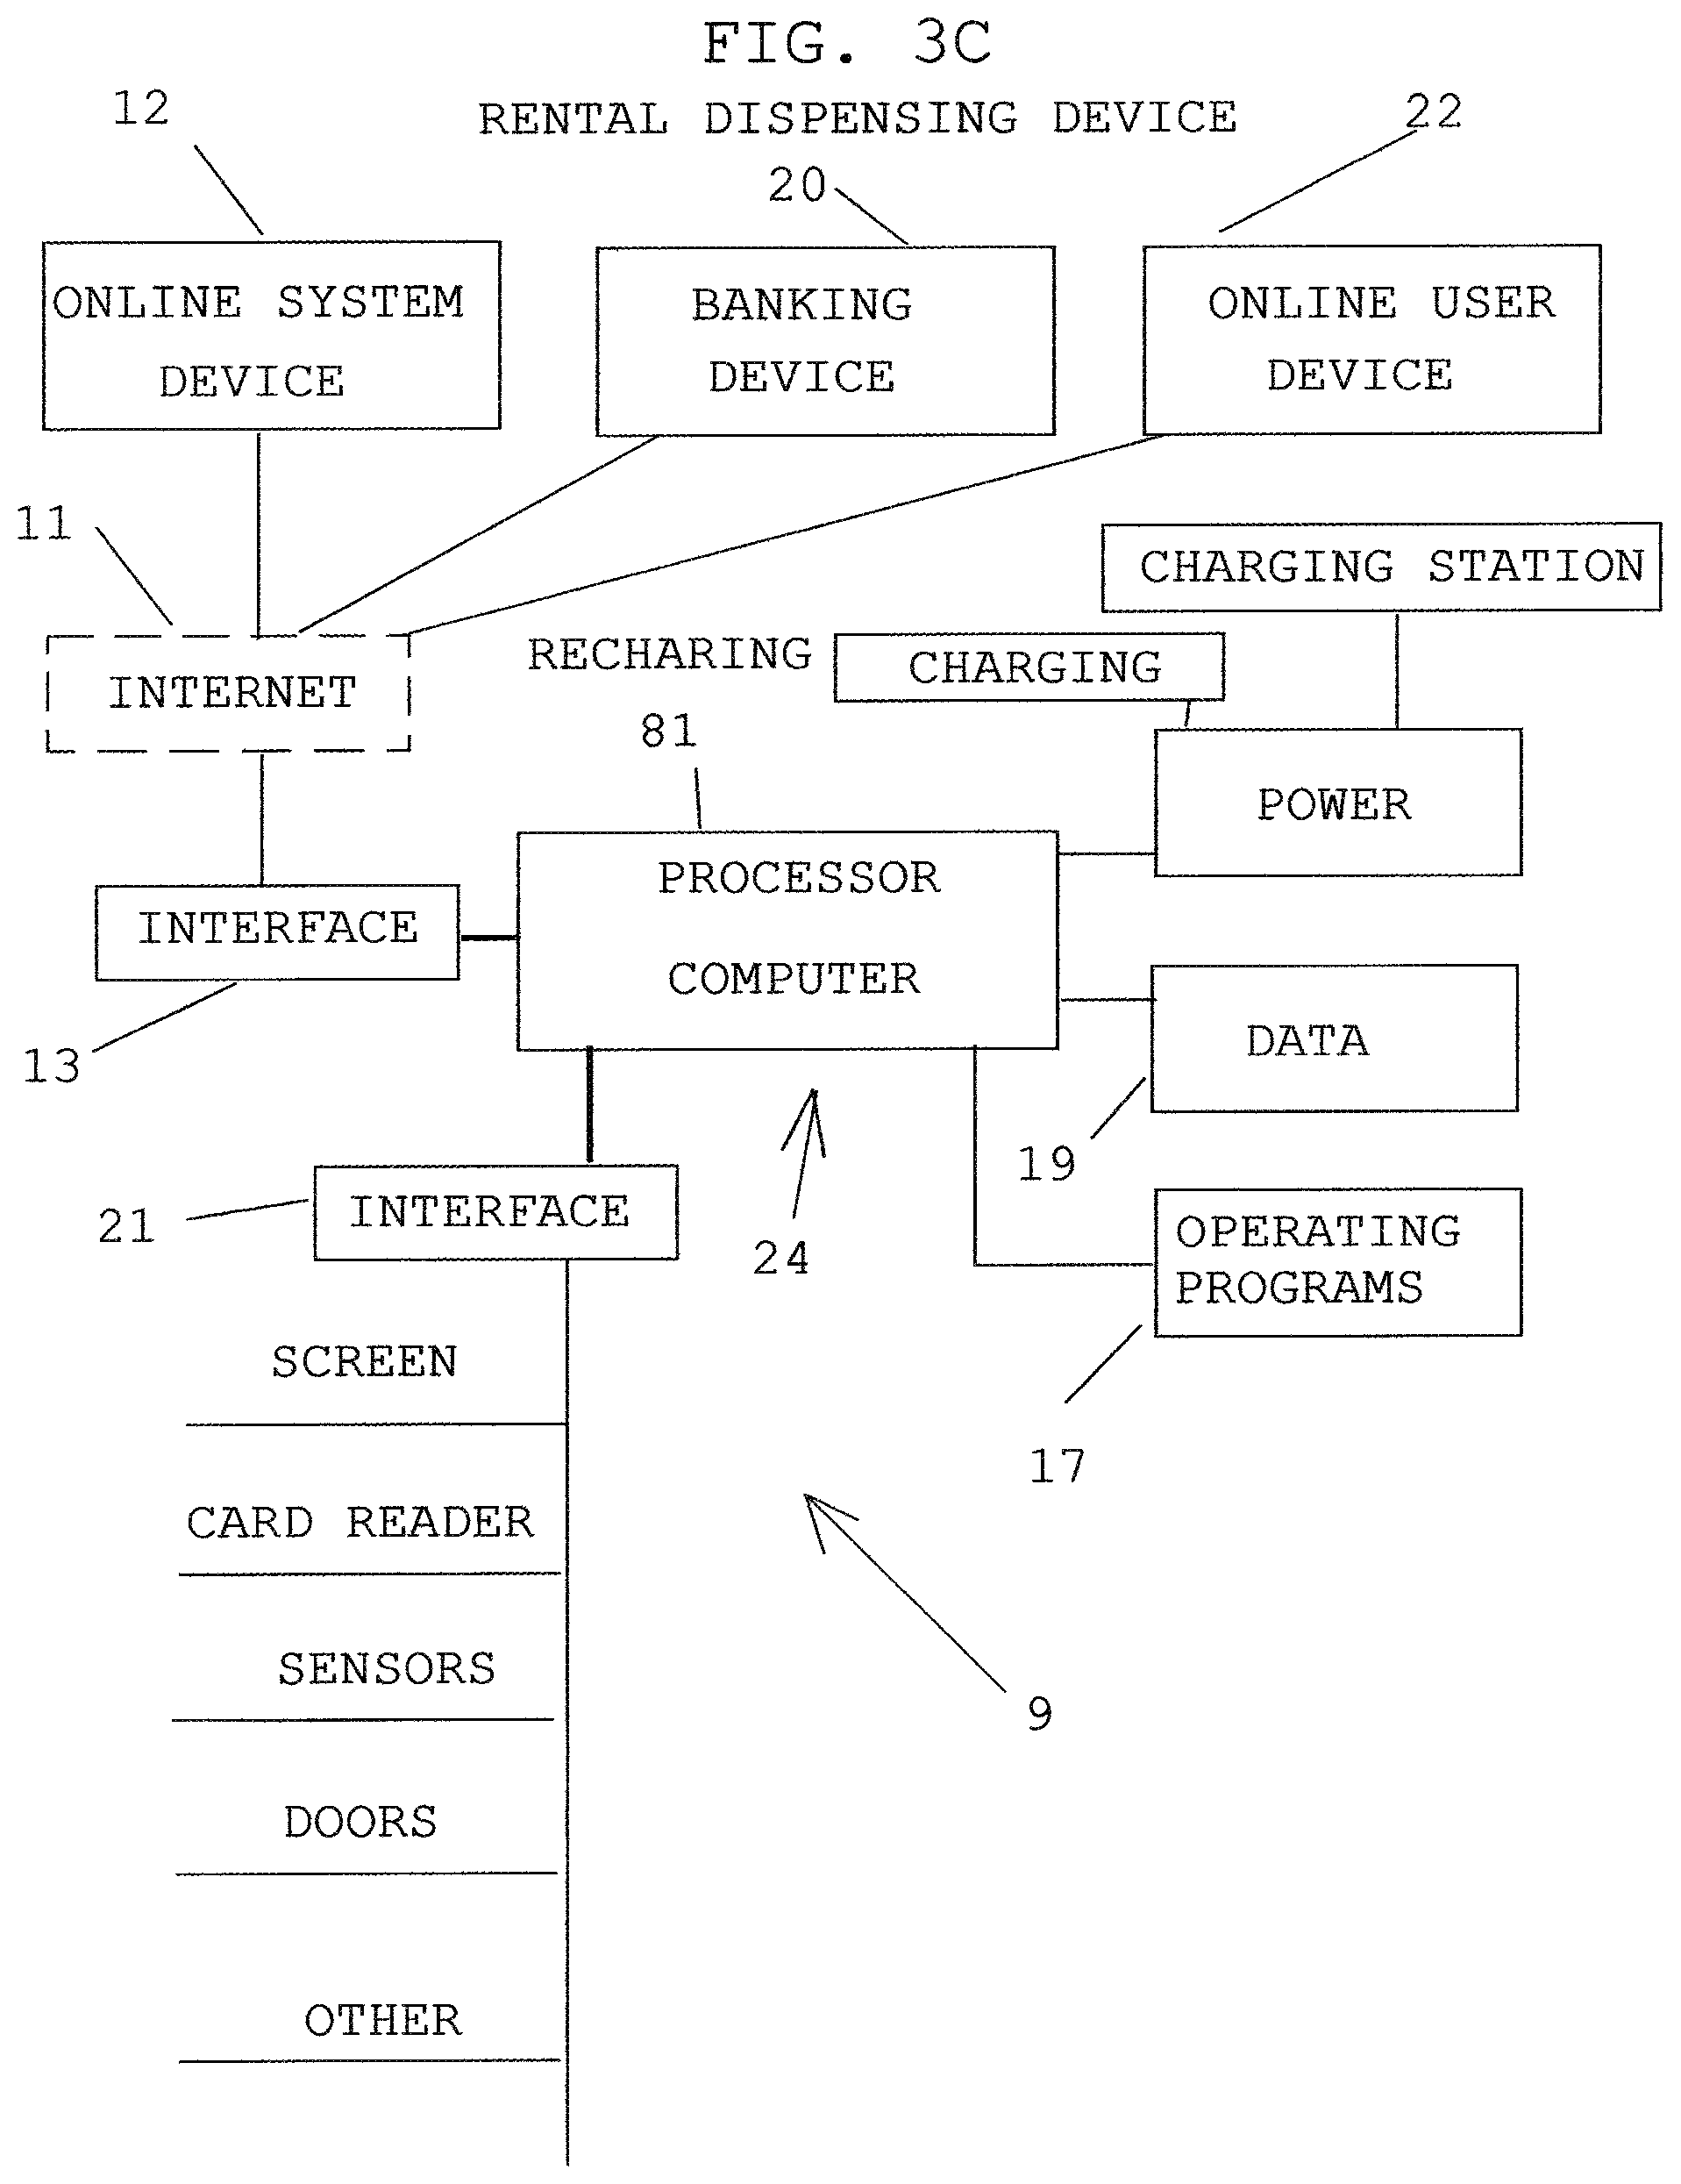 FIG. 3C
12
RENTAL DISPENSING DEVICE
22
20
ONLINE SYSTEM
DEVICE
BANKING
DEVICE
ONLINE USER
DEVICE
11
CHARGING STATION
INTERNET
RECHARING
CHARGING
81
POWER
PROCESSOR
COMPUTER
INTERFACE
13
DATA
19
21
INTERFACE
24
OPERATING
PROGRAMS
17
SCREEN
CARD READER
SENSORS
9
DOORS
OTHER